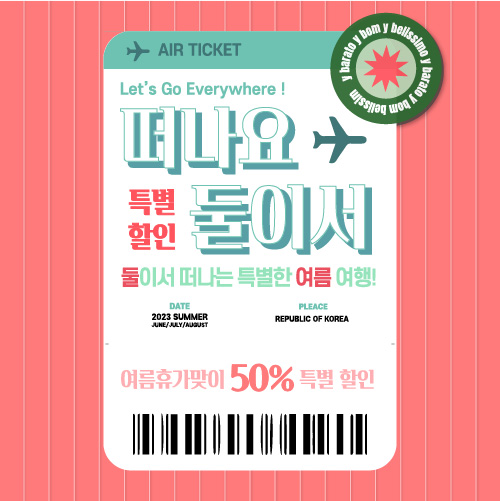 AIR TICKET
y barato y bom y belissimo y barato y bom belissim
Let's Go Everywhere !
떠나요
특별
할인
둘이서
둘이서 떠나는 특별한 여름 여행!
DATE
2023 SUMMER
JUNE/JULY/AUGUST
PLEACE
REPUBLIC OF KOREA
여름휴가맞이 50% 특별 할인